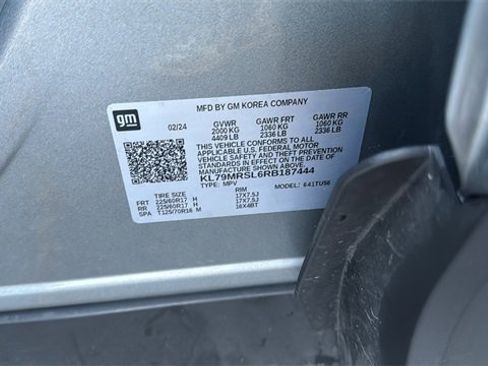 MFD BY GM KOREA COMPANY
gm
02/24 GVWR GAWR FRT GAWR RR
2000 KG 1060 KG 1060 KG
4409 LB 2336 LB 2336 LB
THIS VEHICLE CONFORMS TO ALL
APPLICABLE U.S. FEDERAL MOTOR
VEHICLE SAFETY AND THEFT PREVENTION
STANDARDS IN EFFECT ON THE DATE OF
MANUFACTURE SHOWN ABOVE.
KL79MRSL6RB187444
TYPE: MPV MODEL: 641TU56
TIRE SIZE RIM
FRT 225/60R17 H 17X7.5J
RR 225/60R17 H 17X7.5J
SPA T125/70R16 M 16X4BT